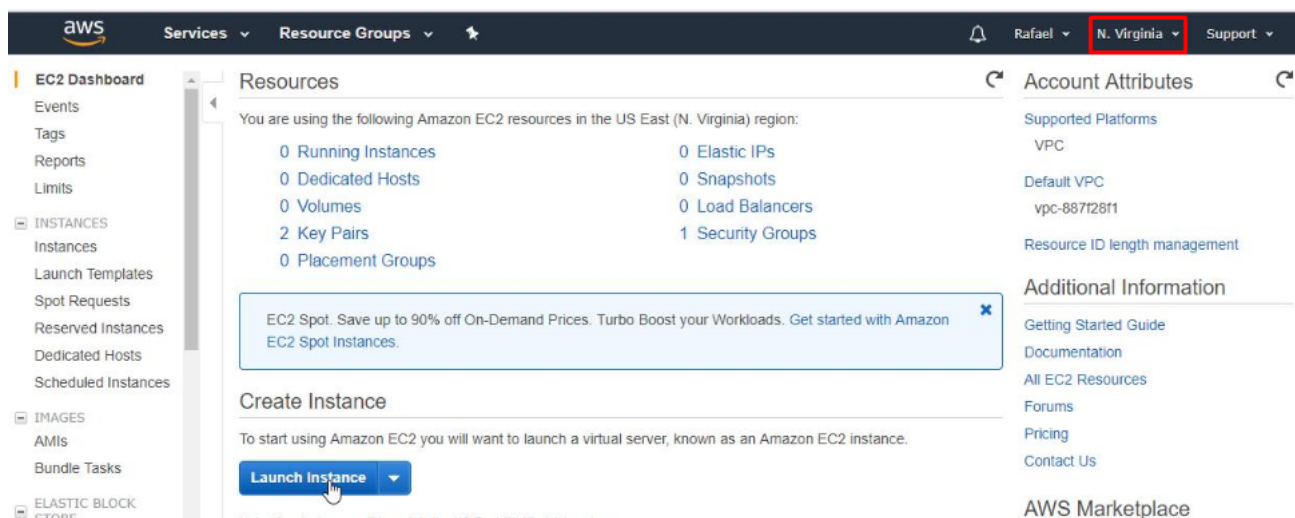 aws
Services
Resource Groups
Rafael
N. Virginia
Support
EC2 Dashboard
Events
Tags
Reports
Limits
INSTANCES
Instances
Launch Templates
Spot Requests
Reserved Instances
Dedicated Hosts
Scheduled Instances
IMAGES
AMIs
Bundle Tasks
ELASTIC BLOCK
STORE
Resources
You are using the following Amazon EC2 resources in the US East (N. Virginia) region:
0 Running Instances
0 Dedicated Hosts
0 Volumes
2 Key Pairs
0 Placement Groups
0 Elastic IPs
0 Snapshots
0 Load Balancers
1 Security Groups
EC2 Spot. Save up to 90% off On-Demand Prices. Turbo Boost your Workloads. Get started with Amazon
EC2 Spot Instances.
Create Instance
To start using Amazon EC2 you will want to launch a virtual server, known as an Amazon EC2 instance.
Launch Instance
Account Attributes
Supported Platforms
VPC
Default VPC
vpc-887f28f1
Resource ID length management
Additional Information
Getting Started Guide
Documentation
All EC2 Resources
Forums
Pricing
Contact Us
AWS Marketplace